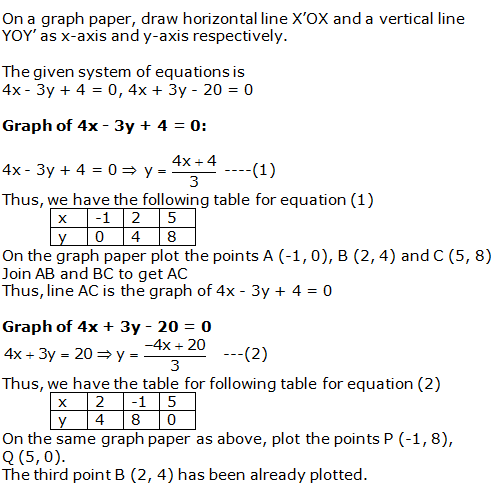 On a graph paper, draw horizontal line X'OX and a vertical line
YOY' as x-axis and y-axis respectively.
The given system of equations is
4x - 3y + 4 = 0, 4x + 3y - 20 = 0
Graph of 4x - 3y + 4 = 0:
4x - 3y + 4 = 0 ⇒ y = (4x + 4)/3 ----(1)
Thus, we have the following table for equation (1)
x -1 2 5
y 0 4 8
On the graph paper plot the points A (-1, 0), B (2, 4) and C (5, 8)
Join AB and BC to get AC
Thus, line AC is the graph of 4x - 3y + 4 = 0
Graph of 4x + 3y - 20 = 0
4x + 3y = 20 ⇒ y = (−4x + 20)/3 ---(2)
Thus, we have the table for following table for equation (2)
x 2 -1 5
y 4 8 0
On the same graph paper as above, plot the points P (-1, 8),
Q (5, 0).
The third point B (2, 4) has been already plotted.